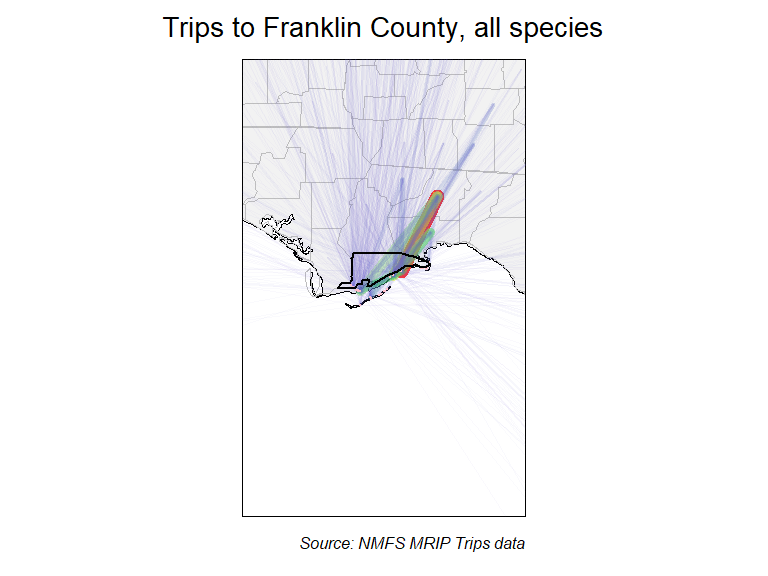 Trips to Franklin County, all species
Source: NMFS MRIP Trips data